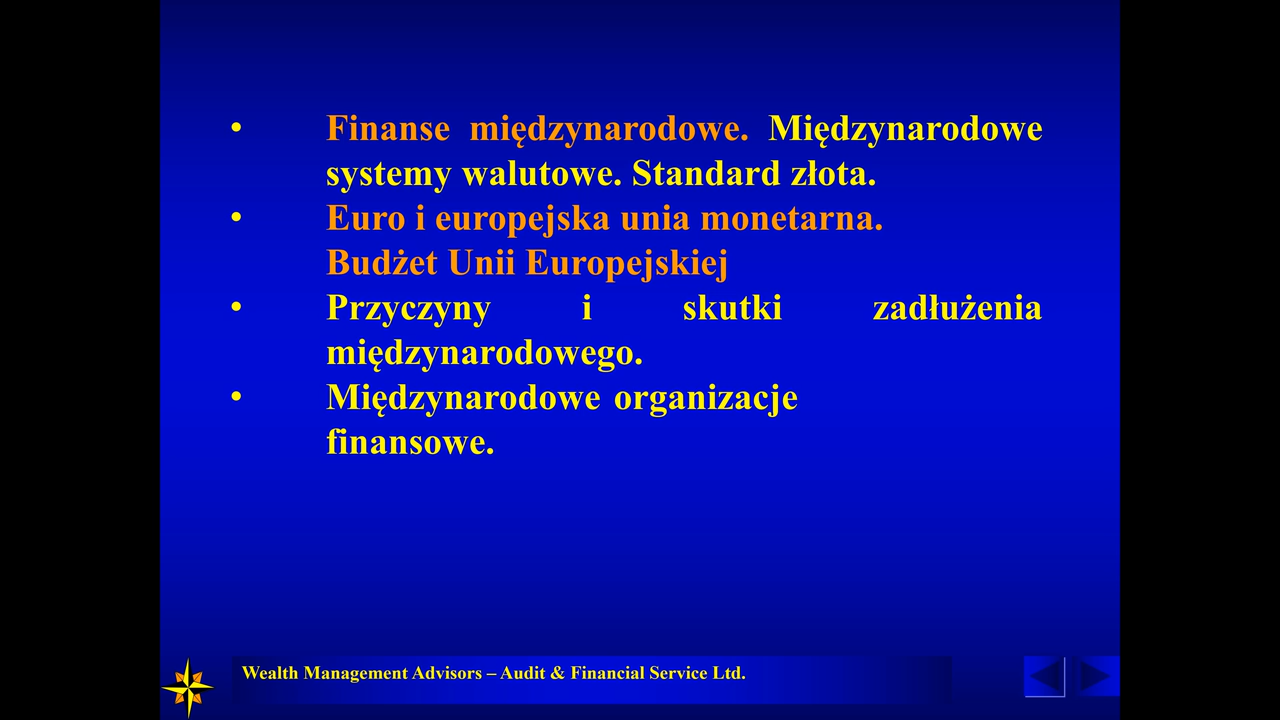 • Finanse międzynarodowe. Międzynarodowe
systemy walutowe. Standard złota.
• Euro i europejska unia monetarna.
Budżet Unii Europejskiej
• Przyczyny i skutki zadłużenia
międzynarodowego.
• Międzynarodowe organizacje
finansowe.
Wealth Management Advisors – Audit & Financial Service Ltd.